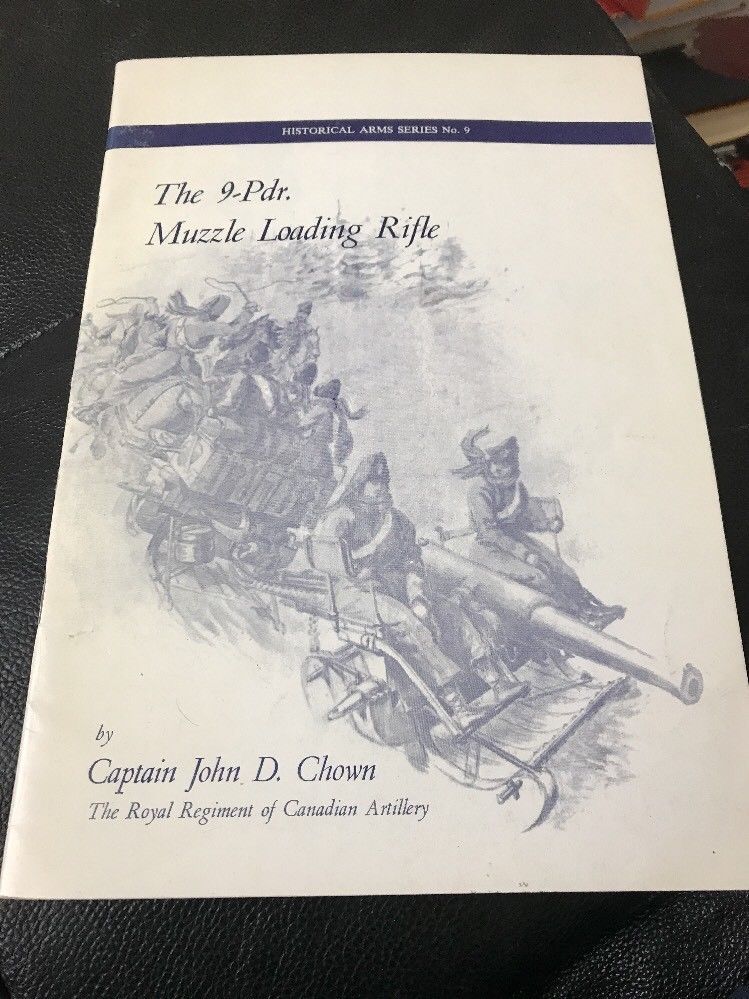 HISTORICAL ARMS SERIES No. 9
The 9-Pdr.
Muzzle Loading Rifle
by
Captain John D. Chown
The Royal Regiment of Canadian Artillery